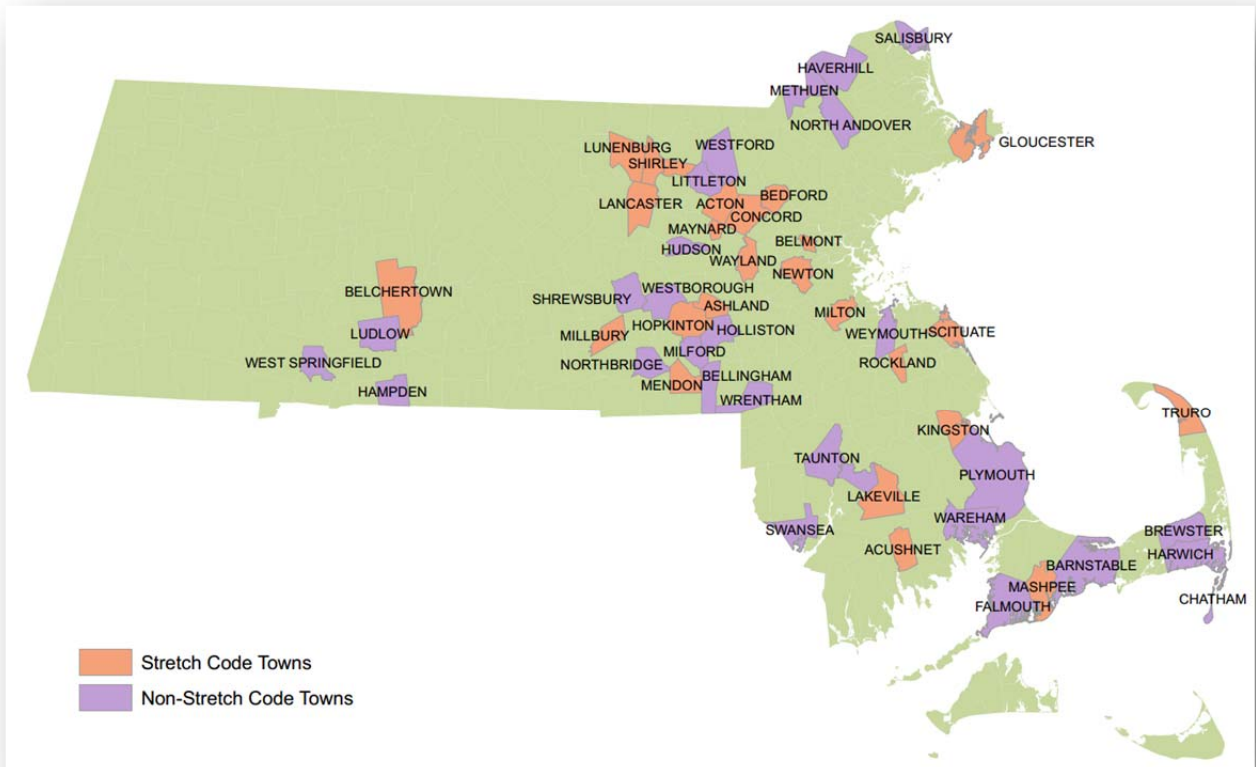 SALISBURY
HAVERHILL
METHUEN
NORTH ANDOVER
GLOUCESTER
LUNENBURG
WESTFORD
SHIRLEY
LITTLETON
BEDFORD
LANCASTER
ACTON
CONCORD
MAYNARD
BELMONT
HUDSON
WAYLAND
NEWTON
BELCHERTOWN
SHREWSBURY
WESTBOROUGH
ASHLAND
MILTON
LUDLOW
MILLBURY
HOPKINTON
HOLLISTON
WEYMOUTH
SCITUATE
MILFORD
WEST SPRINGFIELD
NORTHBRIDGE
ROCKLAND
BELLINGHAM
MENDON
HAMPDEN
WRENTHAM
TRURO
KINGSTON
TAUNTON
PLYMOUTH
LAKEVILLE
WAREHAM
SWANSEA
BREWSTER
ACUSHNET
HARWICH
BARNSTABLE
MASHPEE
CHATHAM
FALMOUTH
Stretch Code Towns
Non-Stretch Code Towns